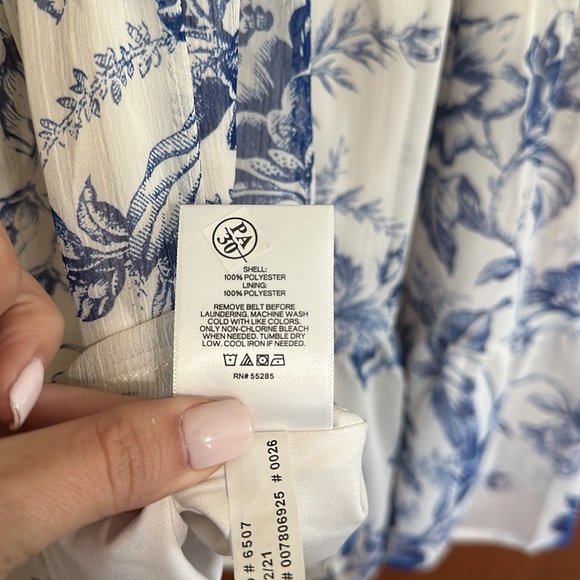 PA
30
SHELL:
100% POLYESTER
LINING:
100% POLYESTER
REMOVE BELT BEFORE
LAUNDERING. MACHINE WASH
COLD WITH LIKE COLORS.
ONLY NON-CHLORINE BLEACH
WHEN NEEDED. TUMBLE DRY
LOW. COOL IRON IF NEEDED.
RN# 55285
# 6507
2/21
# 007806925 # 0026